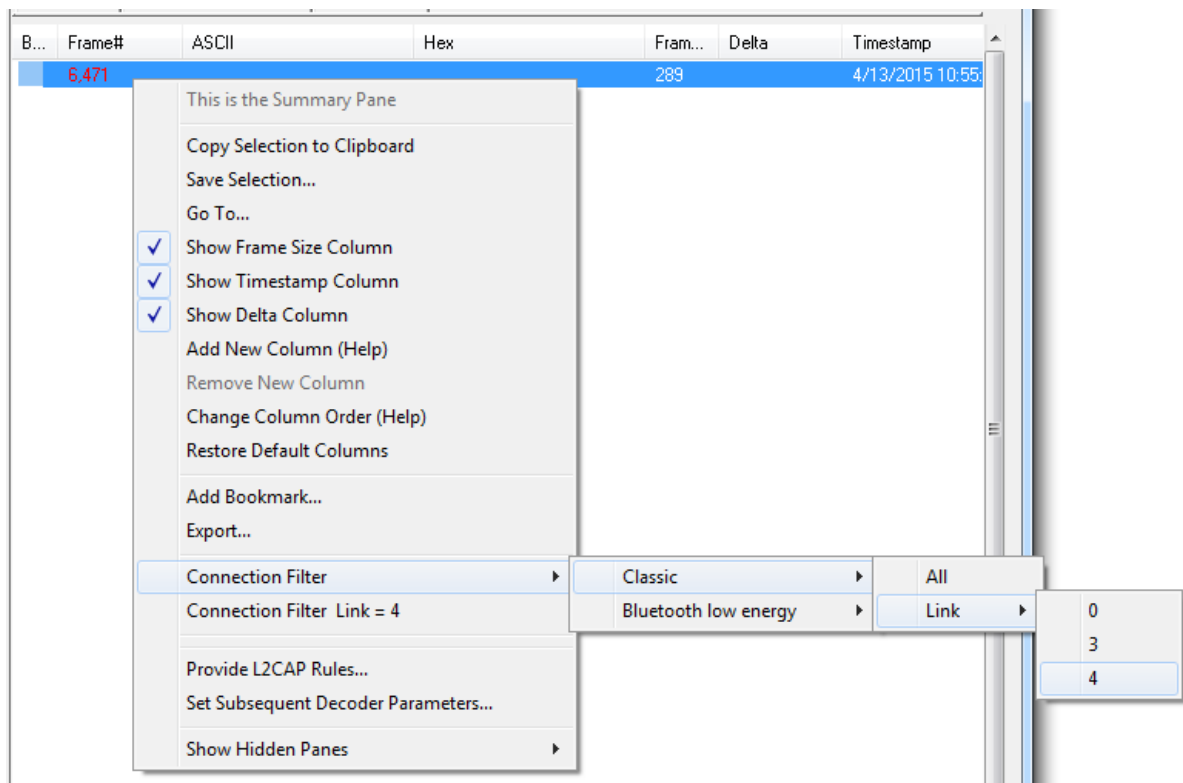 B... Frame# ASCII Hex Fram... Delta Timestamp
6,471 289 4/13/2015 10:55:
This is the Summary Pane
Copy Selection to Clipboard
Save Selection...
Go To...
Show Frame Size Column
Show Timestamp Column
Show Delta Column
Add New Column (Help)
Remove New Column
Change Column Order (Help)
Restore Default Columns
Add Bookmark...
Export...
Connection Filter Classic All
Connection Filter Link = 4 Bluetooth low energy Link 0
3
Provide L2CAP Rules... 4
Set Subsequent Decoder Parameters...
Show Hidden Panes